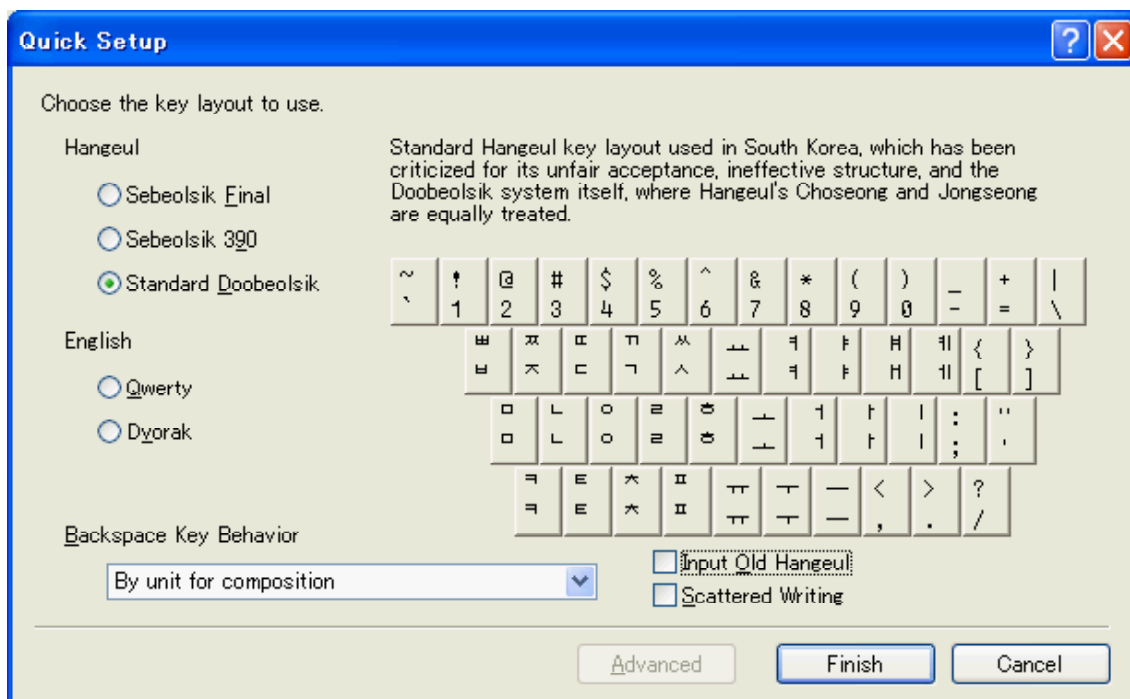 Quick Setup
Choose the key layout to use.
Hangeul
Sebeolsik Final
Sebeolsik 390
Standard Doobeolsik
English
Qwerty
Dvorak
Standard Hangeul key layout used in South Korea, which has been
criticized for its unfair acceptance, ineffective structure, and the
Doobeolsik system itself, where Hangeul's Choseong and Jongseong
are equally treated.
~ ! @ # $ % ^ & * ( ) _ + |
` 1 2 3 4 5 6 7 8 9 0 - = \
ㅃ ㅉ ㄸ ㄲ ㅆ ㅛ ㅕ ㅑ ㅒ ㅖ { }
ㅂ ㅈ ㄷ ㄱ ㅅ ㅛ ㅕ ㅑ ㅐ ㅔ [ ]
ㅁ ㄴ ㅇ ㄹ ㅎ ㅗ ㅓ ㅏ ㅣ : "
ㅁ ㄴ ㅇ ㄹ ㅎ ㅗ ㅓ ㅏ ㅣ ; '
ㅋ ㅌ ㅊ ㅍ ㅠ ㅜ ㅡ < > ?
ㅋ ㅌ ㅊ ㅍ ㅠ ㅜ ㅡ , . /
Backspace Key Behavior
By unit for composition
Input Old Hangeul
Scattered Writing
Advanced
Finish
Cancel